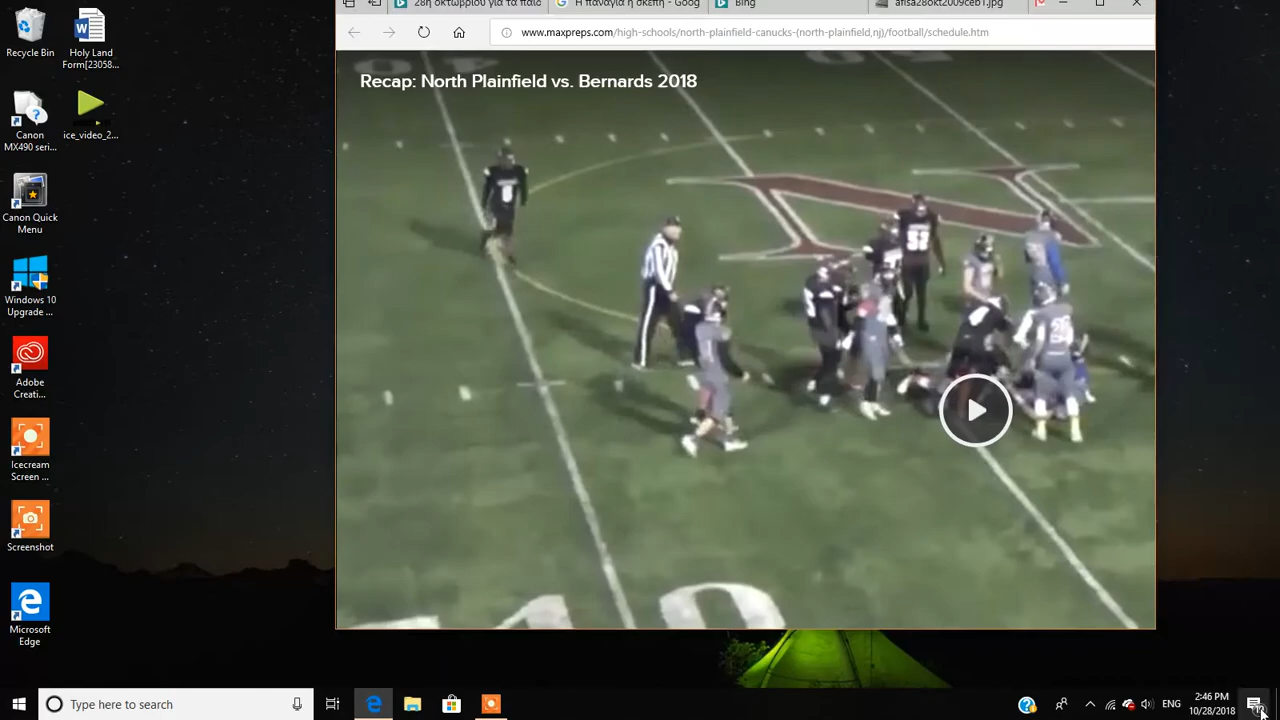 28η οκτωβρίου για τα παιδ
Η παναγία η σκέπη - Goog
Bing
afisa28okt2009ceb1.jpg
www.maxpreps.com/high-schools/north-plainfield-canucks-(north-plainfield,nj)/football/schedule.htm
Recap: North Plainfield vs. Bernards 2018
Recycle Bin
Holy Land
Form[23058...
Canon
MX490 seri...
ice_video_2...
Canon Quick
Menu
Windows 10
Upgrade ...
Adobe
Creati...
Icecream
Screen ...
Screenshot
Microsoft
Edge
Type here to search
ENG
2:46 PM
10/28/2018